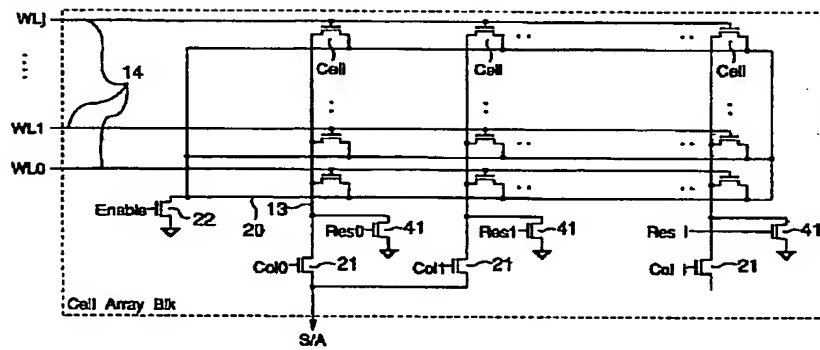 WLj
14
Cell
Cell
Cell
WL1
WL0
Enable
22
20
13
Res0
41
Res1
41
Res i
41
Col0
21
Col1
21
Col i
21
Cell Array Blk
S/A